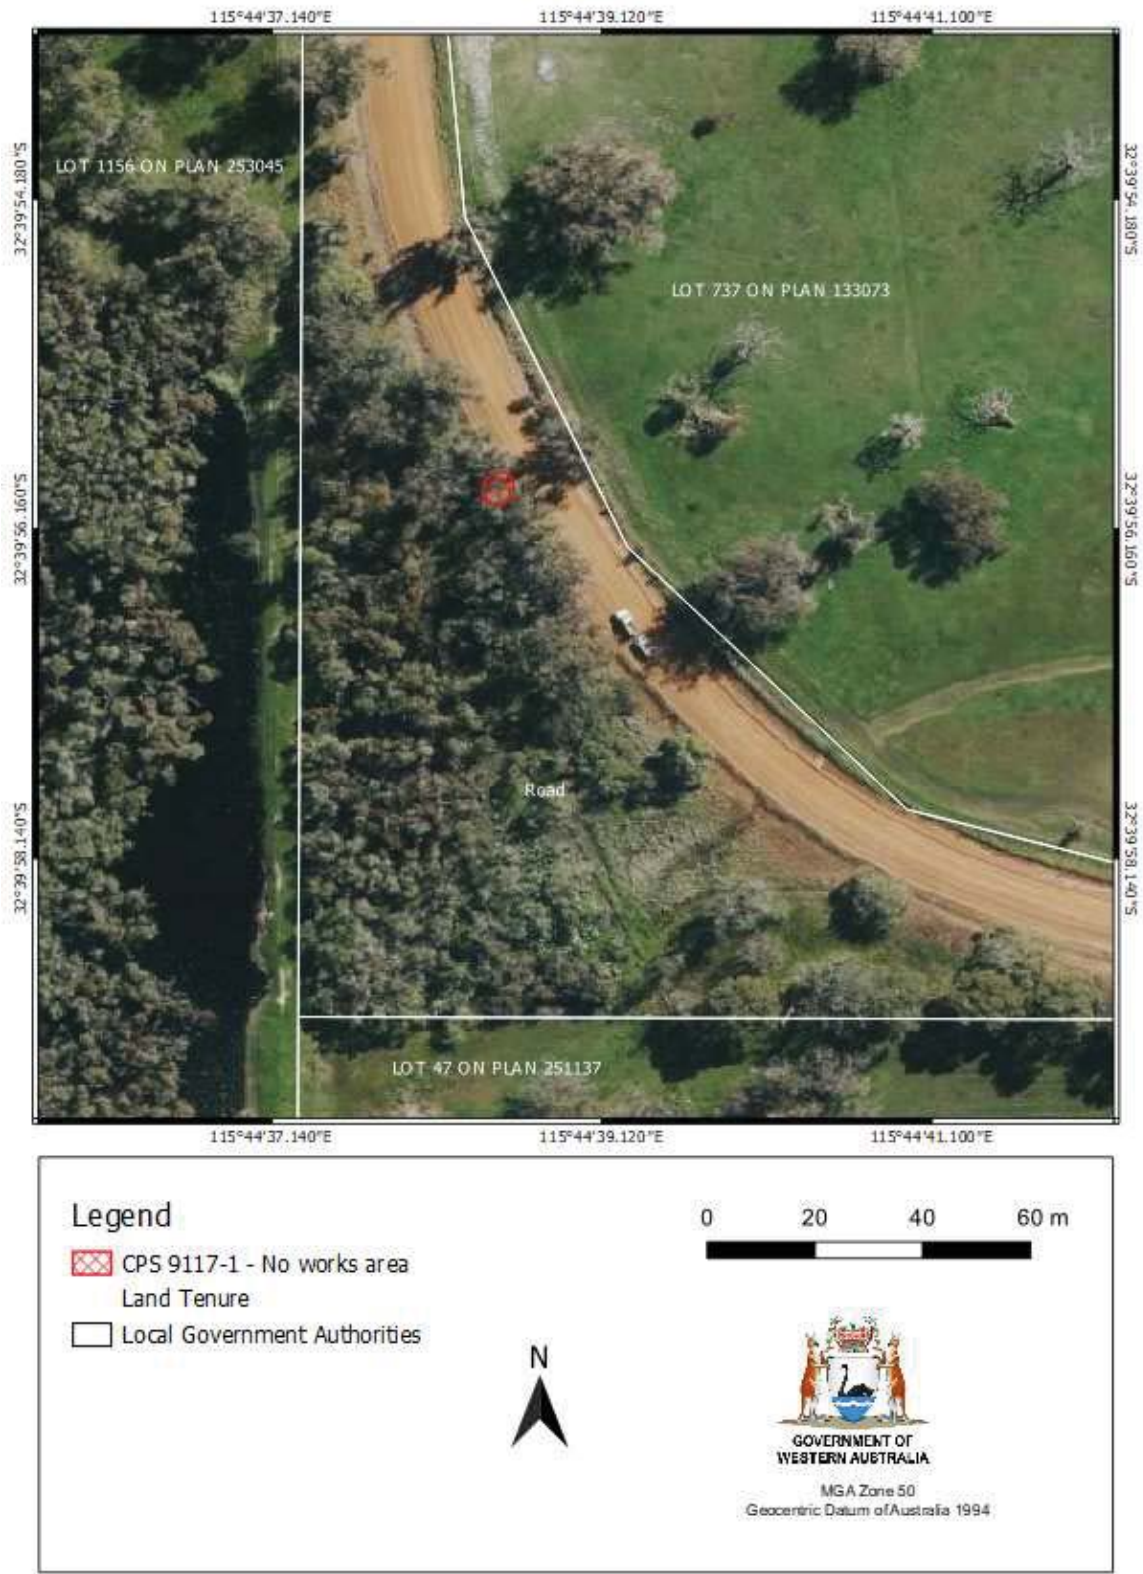 115°44'37.140"E 115°44'39.120"E 115°44'41.100"E
32°39'54.180"S
32°39'54.180"S
LOT 1156 ON PLAN 253045
LOT 737 ON PLAN 133073
32°39'56.160"S
32°39'56.160"S
Road
32°39'58.140"S
32°39'58.140"S
LOT 47 ON PLAN 251137
115°44'37.140"E 115°44'39.120"E 115°44'41.100"E
Legend
CPS 9117-1 - No works area
Land Tenure
Local Government Authorities
0 20 40 60 m
N
GOVERNMENT OF
WESTERN AUSTRALIA
MGA Zone 50
Geocentric Datum of Australia 1994